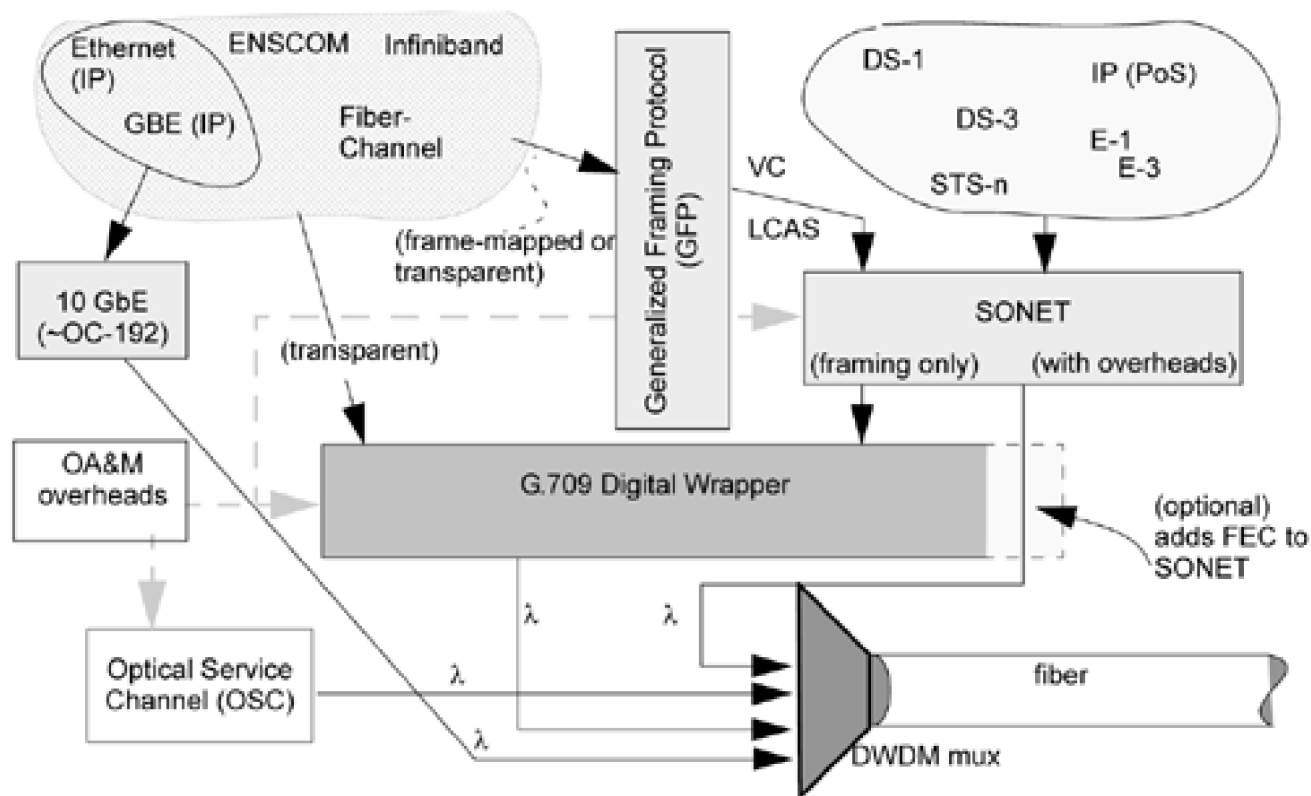 Ethernet
(IP)
ENSCOM
Infiniband
GBE (IP)
Fiber-
Channel
Generalized Framing Protocol
(GFP)
DS-1
IP (PoS)
DS-3
E-1
E-3
STS-n
VC
LCAS
(frame-mapped or
transparent)
10 GbE
(~OC-192)
(transparent)
SONET
(framing only)
(with overheads)
OA&M
overheads
G.709 Digital Wrapper
(optional)
adds FEC to
SONET
λ
λ
Optical Service
Channel (OSC)
λ
fiber
λ
DWDM mux